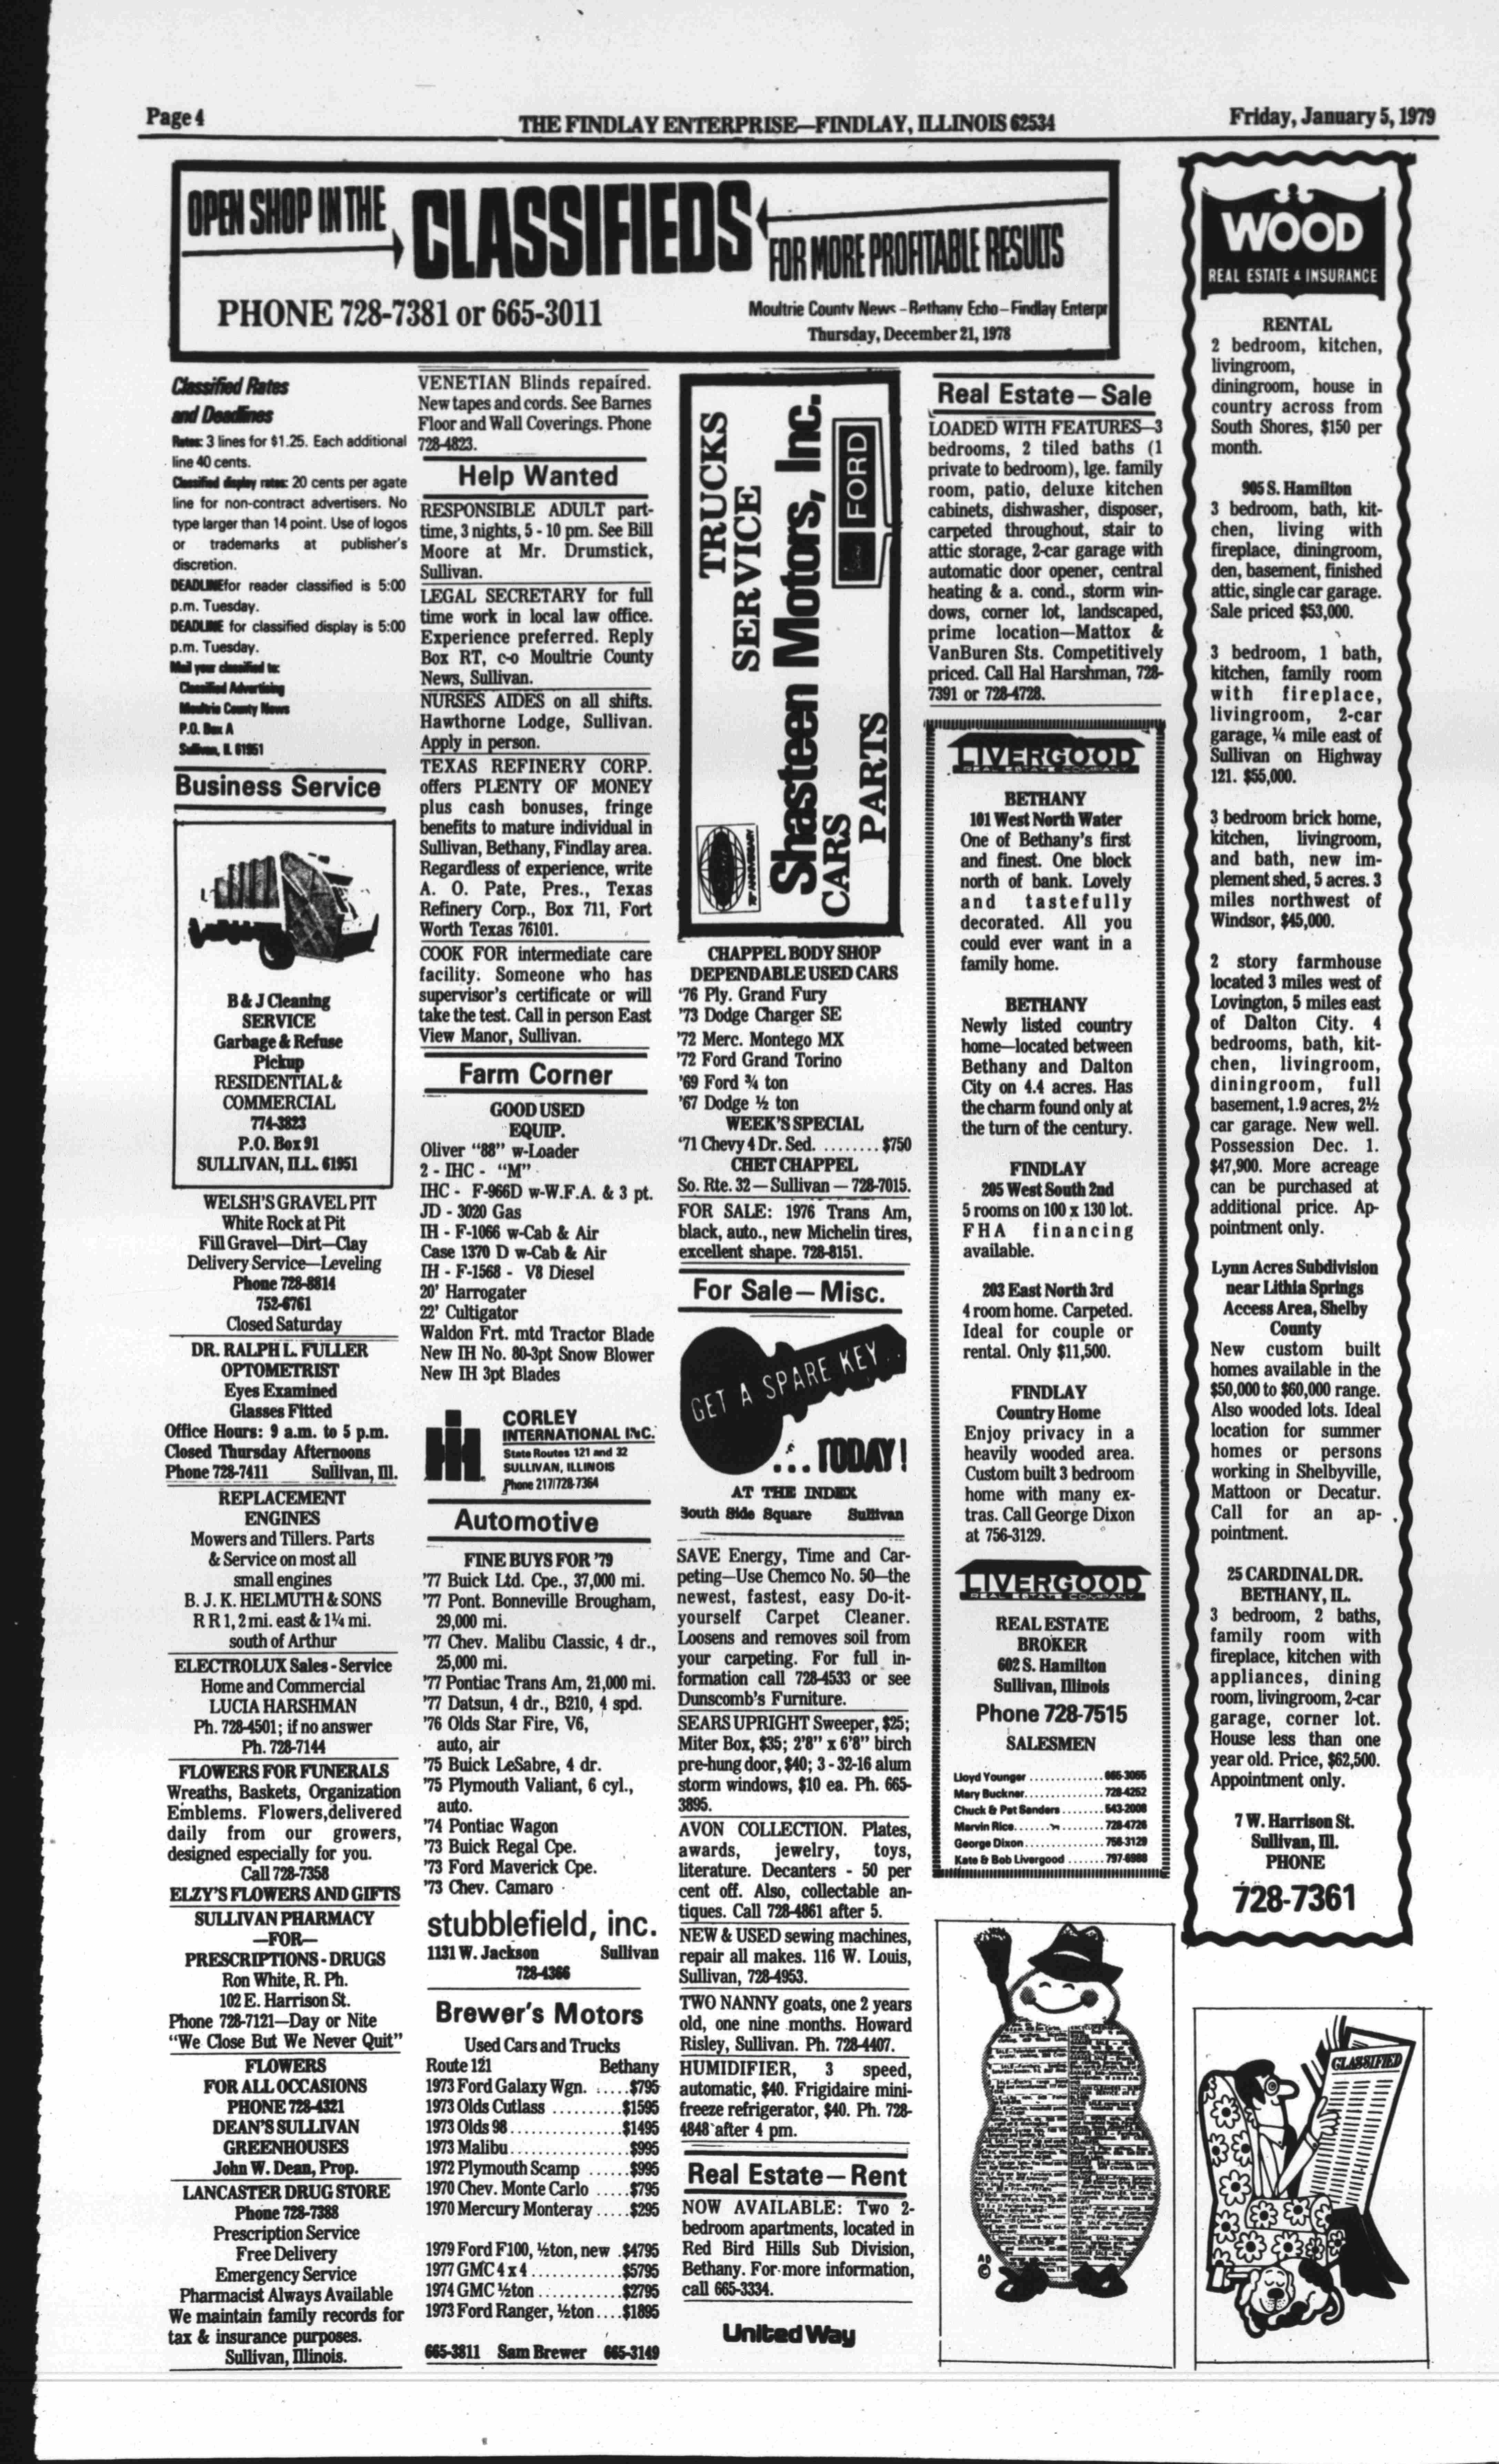 Page 4
THE FINDLAY ENTERPRISE—FINDLAY, ILLINOIS 62534
Friday, January 5, 1979
OPEN SHOP IN THE
CLASSIFIEDS
FOR MORE PROFITABLE RESULTS
PHONE 728-7381 or 665-3011
Moultrie County News - Bethany Echo - Findlay Enterpr
Thursday, December 21, 1978
Classified Rates
and Deadlines
Rates: 3 lines for $1.25. Each additional
line 40 cents.
Classified display rates: 20 cents per agate
line for non-contract advertisers. No
type larger than 14 point. Use of logos
or trademarks at publisher's
discretion.
DEADLINE for reader classified is 5:00
p.m. Tuesday.
DEADLINE for classified display is 5:00
p.m. Tuesday.
Mail your classified to:
Classified Advertising
Moultrie County News
P.O. Box A
Sullivan, IL 61951
Business Service
B & J Cleaning
SERVICE
Garbage & Refuse
Pickup
RESIDENTIAL &
COMMERCIAL
774-3823
P.O. Box 91
SULLIVAN, ILL. 61951
WELSH'S GRAVEL PIT
White Rock at Pit
Fill Gravel—Dirt—Clay
Delivery Service—Leveling
Phone 728-8814
752-6761
Closed Saturday
DR. RALPH L. FULLER
OPTOMETRIST
Eyes Examined
Glasses Fitted
Office Hours: 9 a.m. to 5 p.m.
Closed Thursday Afternoons
Phone 728-7411 Sullivan, Ill.
REPLACEMENT
ENGINES
Mowers and Tillers. Parts
& Service on most all
small engines
B. J. K. HELMUTH & SONS
R R 1, 2 mi. east & 1¼ mi.
south of Arthur
ELECTROLUX Sales - Service
Home and Commercial
LUCIA HARSHMAN
Ph. 728-4501; if no answer
Ph. 728-7144
FLOWERS FOR FUNERALS
Wreaths, Baskets, Organization
Emblems. Flowers, delivered
daily from our growers,
designed especially for you.
Call 728-7358
ELZY'S FLOWERS AND GIFTS
SULLIVAN PHARMACY
—FOR—
PRESCRIPTIONS - DRUGS
Ron White, R. Ph.
102 E. Harrison St.
Phone 728-7121—Day or Nite
"We Close But We Never Quit"
FLOWERS
FOR ALL OCCASIONS
PHONE 728-4321
DEAN'S SULLIVAN
GREENHOUSES
John W. Dean, Prop.
LANCASTER DRUG STORE
Phone 728-7388
Prescription Service
Free Delivery
Emergency Service
Pharmacist Always Available
We maintain family records for
tax & insurance purposes.
Sullivan, Illinois.
VENETIAN Blinds repaired.
New tapes and cords. See Barnes
Floor and Wall Coverings. Phone
728-4823.
Help Wanted
RESPONSIBLE ADULT part-
time, 3 nights, 5 - 10 pm. See Bill
Moore at Mr. Drumstick,
Sullivan.
LEGAL SECRETARY for full
time work in local law office.
Experience preferred. Reply
Box RT, c-o Moultrie County
News, Sullivan.
NURSES AIDES on all shifts.
Hawthorne Lodge, Sullivan.
Apply in person.
TEXAS REFINERY CORP.
offers PLENTY OF MONEY
plus cash bonuses, fringe
benefits to mature individual in
Sullivan, Bethany, Findlay area.
Regardless of experience, write
A. O. Pate, Pres., Texas
Refinery Corp., Box 711, Fort
Worth Texas 76101.
COOK FOR intermediate care
facility. Someone who has
supervisor's certificate or will
take the test. Call in person East
View Manor, Sullivan.
Farm Corner
GOOD USED
EQUIP.
Oliver "88" w-Loader
2 - IHC - "M"
IHC - F-966D w-W.F.A. & 3 pt.
JD - 3020 Gas
IH - F-1066 w-Cab & Air
Case 1370 D w-Cab & Air
IH - F-1568 - V8 Diesel
20' Harrogater
22' Cultigator
Waldon Frt. mtd Tractor Blade
New IH No. 80-3pt Snow Blower
New IH 3pt Blades
CORLEY
INTERNATIONAL INC.
State Routes 121 and 32
SULLIVAN, ILLINOIS
Phone 217/728-7364
Automotive
FINE BUYS FOR '79
'77 Buick Ltd. Cpe., 37,000 mi.
'77 Pont. Bonneville Brougham,
29,000 mi.
'77 Chev. Malibu Classic, 4 dr.,
25,000 mi.
'77 Pontiac Trans Am, 21,000 mi.
'77 Datsun, 4 dr., B210, 4 spd.
'76 Olds Star Fire, V6,
auto, air
'75 Buick LeSabre, 4 dr.
'75 Plymouth Valiant, 6 cyl.,
auto.
'74 Pontiac Wagon
'73 Buick Regal Cpe.
'73 Ford Maverick Cpe.
'73 Chev. Camaro
stubblefield, inc.
1131 W. Jackson Sullivan
728-4366
Brewer's Motors
Used Cars and Trucks
Route 121 Bethany
1973 Ford Galaxy Wgn. .....$795
1973 Olds Cutlass ..........$1595
1973 Olds 98................$1495
1973 Malibu.................$995
1972 Plymouth Scamp ......$995
1970 Chev. Monte Carlo .....$795
1970 Mercury Monteray .....$295
1979 Ford F100, ½ton, new .$4795
1977 GMC 4 x 4.............$5795
1974 GMC ½ton ............$2795
1973 Ford Ranger, ½ton....$1895
665-3811 Sam Brewer 665-3149
TRUCKS
SERVICE
Shasteen Motors, Inc.
FORD
CARS
PARTS
75th ANNIVERSARY
CHAPPEL BODY SHOP
DEPENDABLE USED CARS
'76 Ply. Grand Fury
'73 Dodge Charger SE
'72 Merc. Montego MX
'72 Ford Grand Torino
'69 Ford ¾ ton
'67 Dodge ½ ton
WEEK'S SPECIAL
'71 Chevy 4 Dr. Sed. .........$750
CHET CHAPPEL
So. Rte. 32 — Sullivan — 728-7015.
FOR SALE: 1976 Trans Am,
black, auto., new Michelin tires,
excellent shape. 728-8151.
For Sale—Misc.
GET A SPARE KEY..
...TODAY!
AT THE INDEX
South Side Square Sullivan
SAVE Energy, Time and Car-
peting—Use Chemco No. 50—the
newest, fastest, easy Do-it-
yourself Carpet Cleaner.
Loosens and removes soil from
your carpeting. For full in-
formation call 728-4533 or see
Dunscomb's Furniture.
SEARS UPRIGHT Sweeper, $25;
Miter Box, $35; 2'8" x 6'8" birch
pre-hung door, $40; 3 - 32-16 alum
storm windows, $10 ea. Ph. 665-
3895.
AVON COLLECTION. Plates,
awards, jewelry, toys,
literature. Decanters - 50 per
cent off. Also, collectable an-
tiques. Call 728-4861 after 5.
NEW & USED sewing machines,
repair all makes. 116 W. Louis,
Sullivan, 728-4953.
TWO NANNY goats, one 2 years
old, one nine months. Howard
Risley, Sullivan. Ph. 728-4407.
HUMIDIFIER, 3 speed,
automatic, $40. Frigidaire mini-
freeze refrigerator, $40. Ph. 728-
4848 after 4 pm.
Real Estate—Rent
NOW AVAILABLE: Two 2-
bedroom apartments, located in
Red Bird Hills Sub Division,
Bethany. For more information,
call 665-3334.
United Way
Real Estate—Sale
LOADED WITH FEATURES—3
bedrooms, 2 tiled baths (1
private to bedroom), lge. family
room, patio, deluxe kitchen
cabinets, dishwasher, disposer,
carpeted throughout, stair to
attic storage, 2-car garage with
automatic door opener, central
heating & a. cond., storm win-
dows, corner lot, landscaped,
prime location—Mattox &
VanBuren Sts. Competitively
priced. Call Hal Harshman, 728-
7391 or 728-4728.
LIVERGOOD
REAL ESTATE COMPANY
BETHANY
101 West North Water
One of Bethany's first
and finest. One block
north of bank. Lovely
and tastefully
decorated. All you
could ever want in a
family home.
BETHANY
Newly listed country
home—located between
Bethany and Dalton
City on 4.4 acres. Has
the charm found only at
the turn of the century.
FINDLAY
205 West South 2nd
5 rooms on 100 x 130 lot.
FHA financing
available.
203 East North 3rd
4 room home. Carpeted.
Ideal for couple or
rental. Only $11,500.
FINDLAY
Country Home
Enjoy privacy in a
heavily wooded area.
Custom built 3 bedroom
home with many ex-
tras. Call George Dixon
at 756-3129.
LIVERGOOD
REAL ESTATE COMPANY
REAL ESTATE
BROKER
602 S. Hamilton
Sullivan, Illinois
Phone 728-7515
SALESMEN
Lloyd Younger ............665-3055
Mary Buckner..............728-4252
Chuck & Pat Sanders .......543-2008
Marvin Rice...............728-4726
George Dixon..............756-3129
Kate & Bob Livergood ......797-6988
AD
©
WOOD
REAL ESTATE & INSURANCE
RENTAL
2 bedroom, kitchen,
livingroom,
diningroom, house in
country across from
South Shores, $150 per
month.
905 S. Hamilton
3 bedroom, bath, kit-
chen, living with
fireplace, diningroom,
den, basement, finished
attic, single car garage.
Sale priced $53,000.
3 bedroom, 1 bath,
kitchen, family room
with fireplace,
livingroom, 2-car
garage, ¼ mile east of
Sullivan on Highway
121. $55,000.
3 bedroom brick home,
kitchen, livingroom,
and bath, new im-
plement shed, 5 acres. 3
miles northwest of
Windsor, $45,000.
2 story farmhouse
located 3 miles west of
Lovington, 5 miles east
of Dalton City. 4
bedrooms, bath, kit-
chen, livingroom,
diningroom, full
basement, 1.9 acres, 2½
car garage. New well.
Possession Dec. 1.
$47,900. More acreage
can be purchased at
additional price. Ap-
pointment only.
Lynn Acres Subdivision
near Lithia Springs
Access Area, Shelby
County
New custom built
homes available in the
$50,000 to $60,000 range.
Also wooded lots. Ideal
location for summer
homes or persons
working in Shelbyville,
Mattoon or Decatur.
Call for an ap-
pointment.
25 CARDINAL DR.
BETHANY, IL.
3 bedroom, 2 baths,
family room with
fireplace, kitchen with
appliances, dining
room, livingroom, 2-car
garage, corner lot.
House less than one
year old. Price, $62,500.
Appointment only.
7 W. Harrison St.
Sullivan, Ill.
PHONE
728-7361
CLASSIFIED